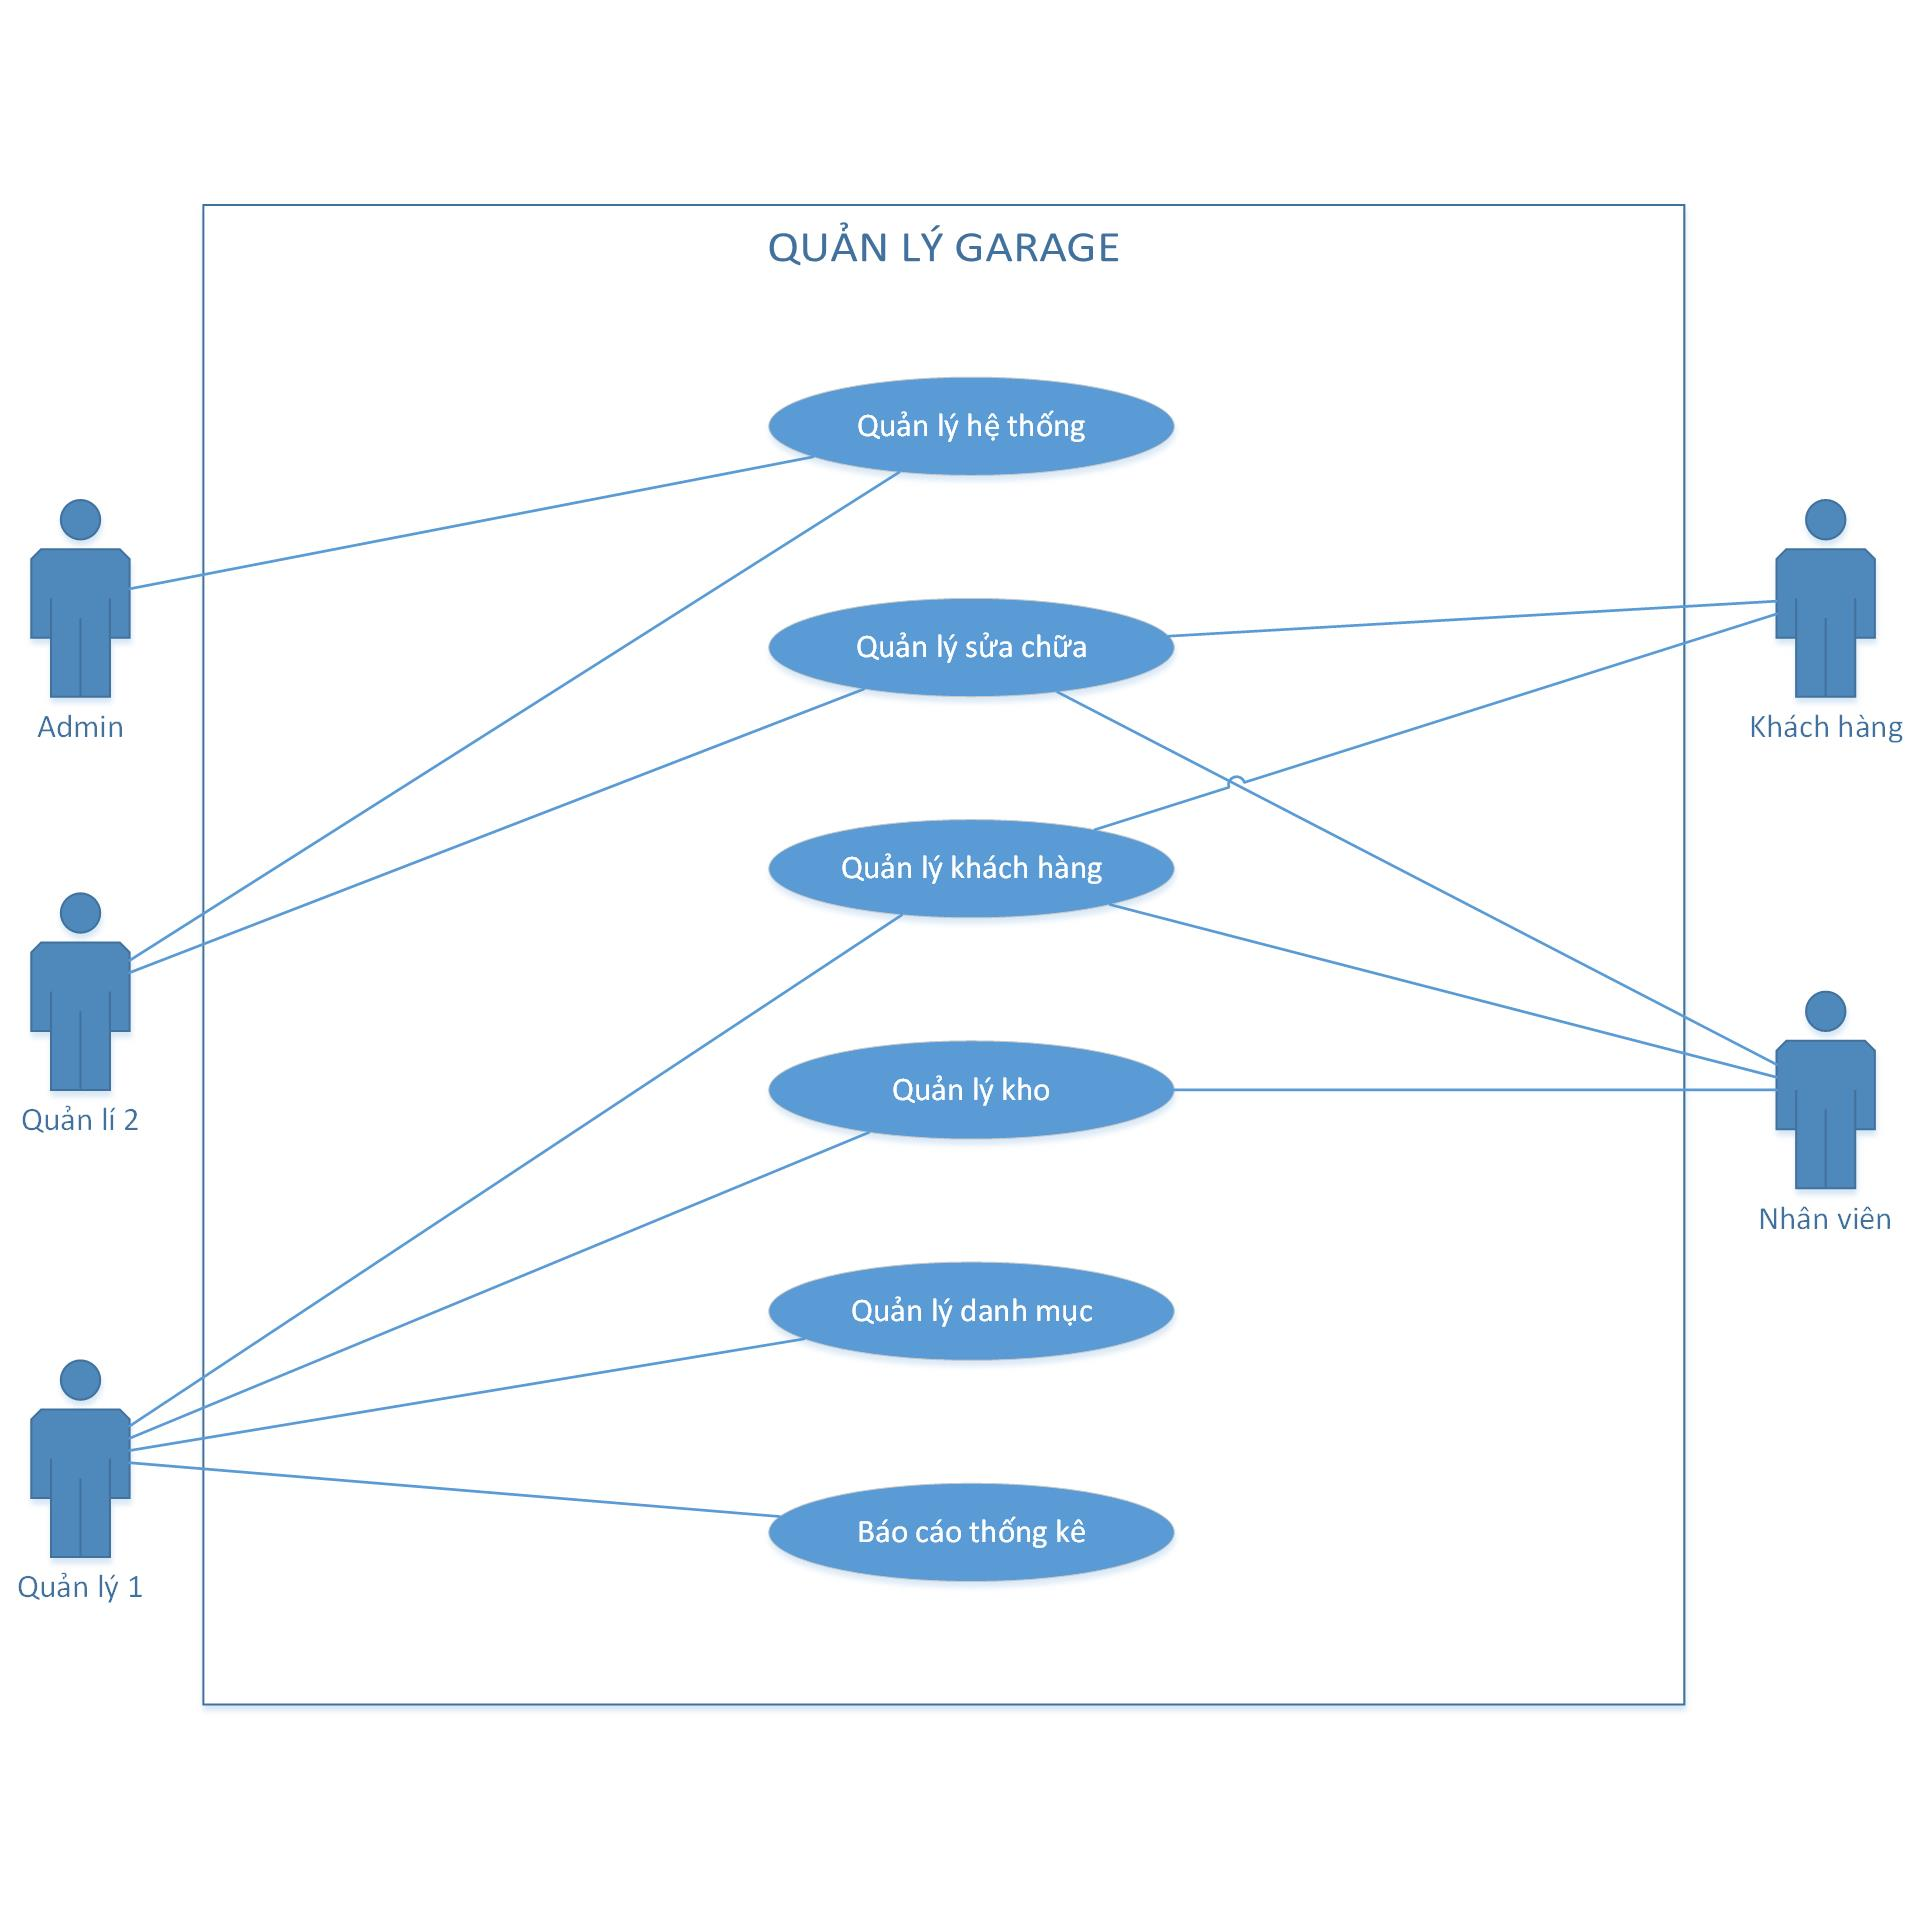 QUẢN LÝ GARAGE
Quản lý hệ thống
Quản lý sửa chữa
Admin
Khách hàng
Quản lý khách hàng
Quản lí 2
Quản lý kho
Nhân viên
Quản lý danh mục
Báo cáo thống kê
Quản lý 1